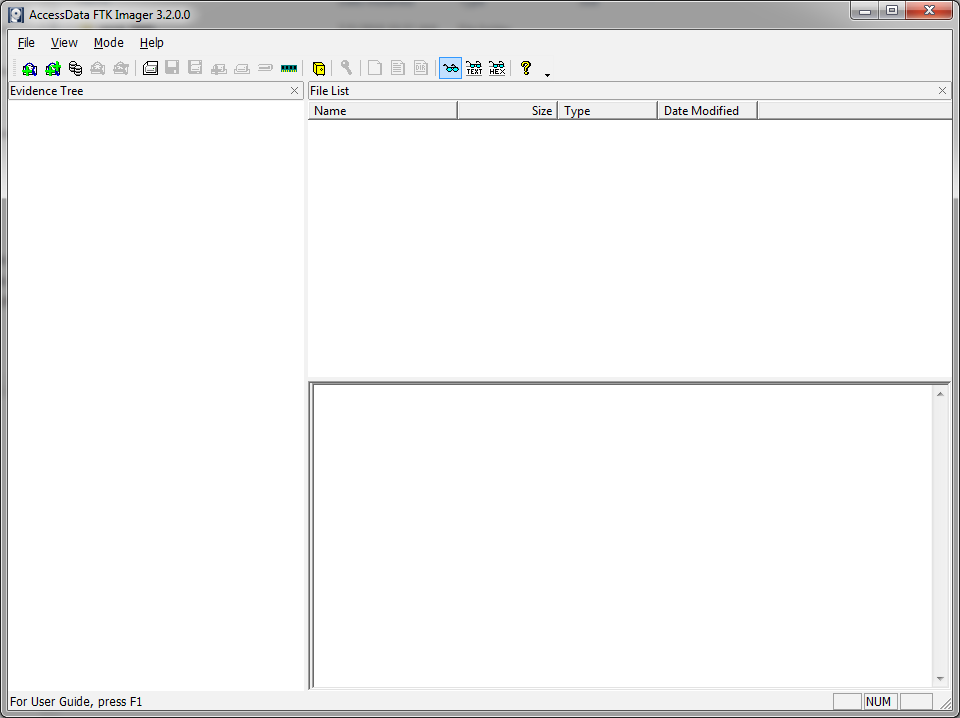 AccessData FTK Imager 3.2.0.0
File View Mode Help
DIR TEXT HEX
Evidence Tree
File List
Name Size Type Date Modified
For User Guide, press F1
NUM